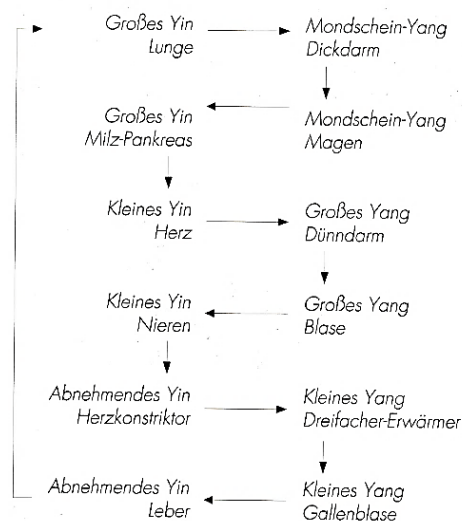 Großes Yin
Lunge
Mondschein-Yang
Dickdarm
Großes Yin
Milz-Pankreas
Mondschein-Yang
Magen
Kleines Yin
Herz
Großes Yang
Dünndarm
Kleines Yin
Nieren
Großes Yang
Blase
Abnehmendes Yin
Herzkonstriktor
Kleines Yang
Dreifacher-Erwärmer
Abnehmendes Yin
Leber
Kleines Yang
Gallenblase